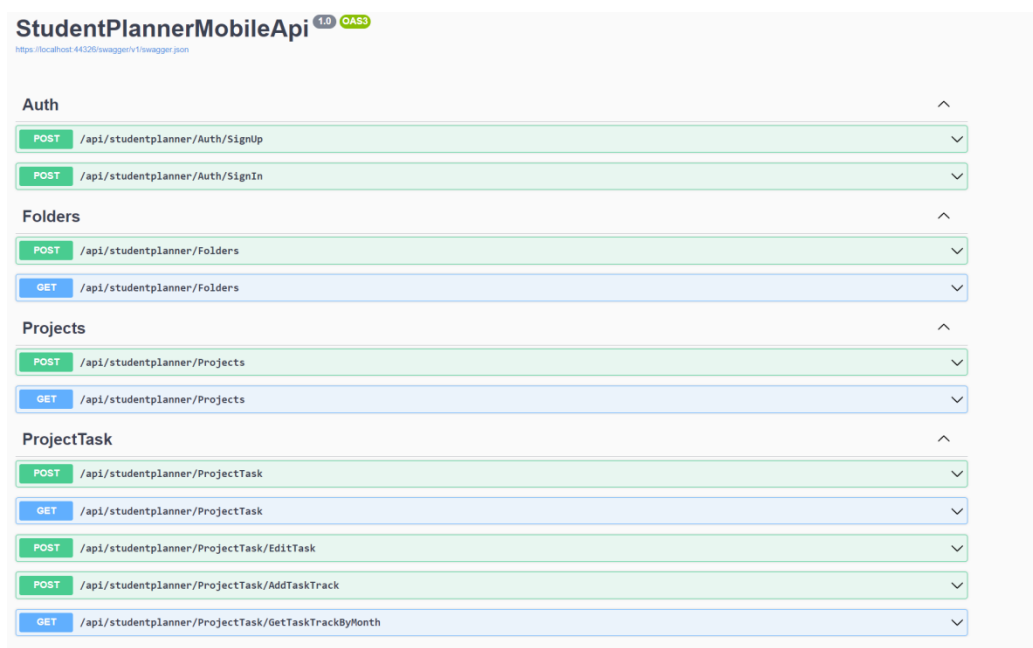 StudentPlannerMobileApi 1.0 OAS3
https://localhost:44326/swagger/v1/swagger.json
Auth
POST /api/studentplanner/Auth/SignUp
POST /api/studentplanner/Auth/SignIn
Folders
POST /api/studentplanner/Folders
GET /api/studentplanner/Folders
Projects
POST /api/studentplanner/Projects
GET /api/studentplanner/Projects
ProjectTask
POST /api/studentplanner/ProjectTask
GET /api/studentplanner/ProjectTask
POST /api/studentplanner/ProjectTask/EditTask
POST /api/studentplanner/ProjectTask/AddTaskTrack
GET /api/studentplanner/ProjectTask/GetTaskTrackByMonth